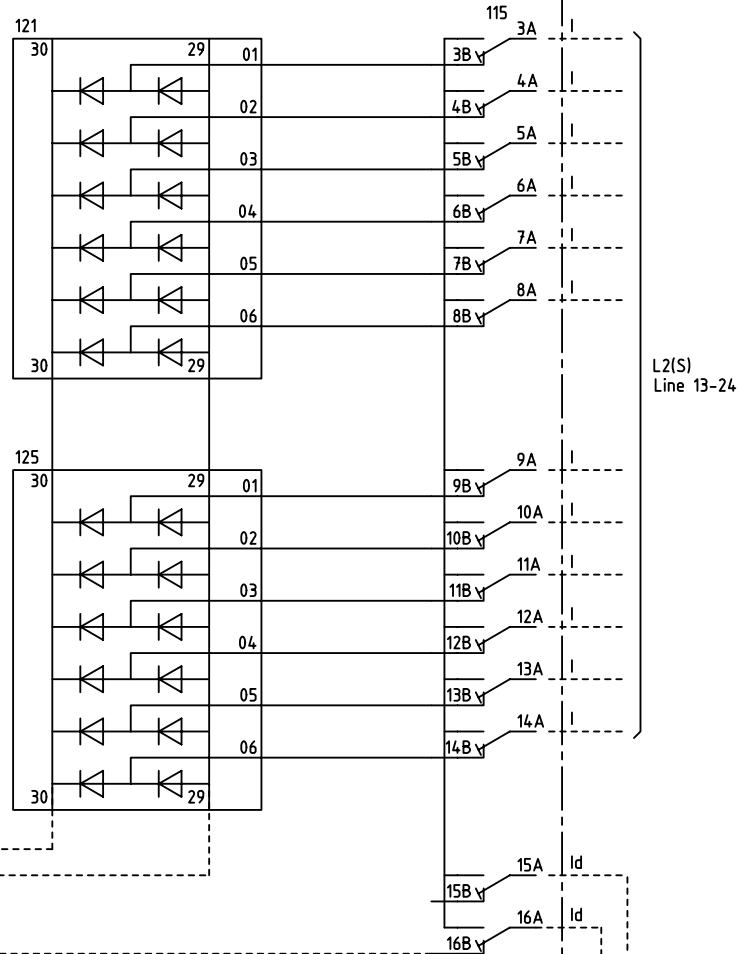 121
115
30
29
01
3B
3A
I
02
4B
4A
I
03
5B
5A
I
04
6B
6A
I
05
7B
7A
I
06
8B
8A
I
30
29
L2(S)
Line 13-24
125
30
29
01
9B
9A
I
02
10B
10A
I
03
11B
11A
I
04
12B
12A
I
05
13B
13A
I
06
14B
14A
I
30
29
15B
15A
Id
16B
16A
Id